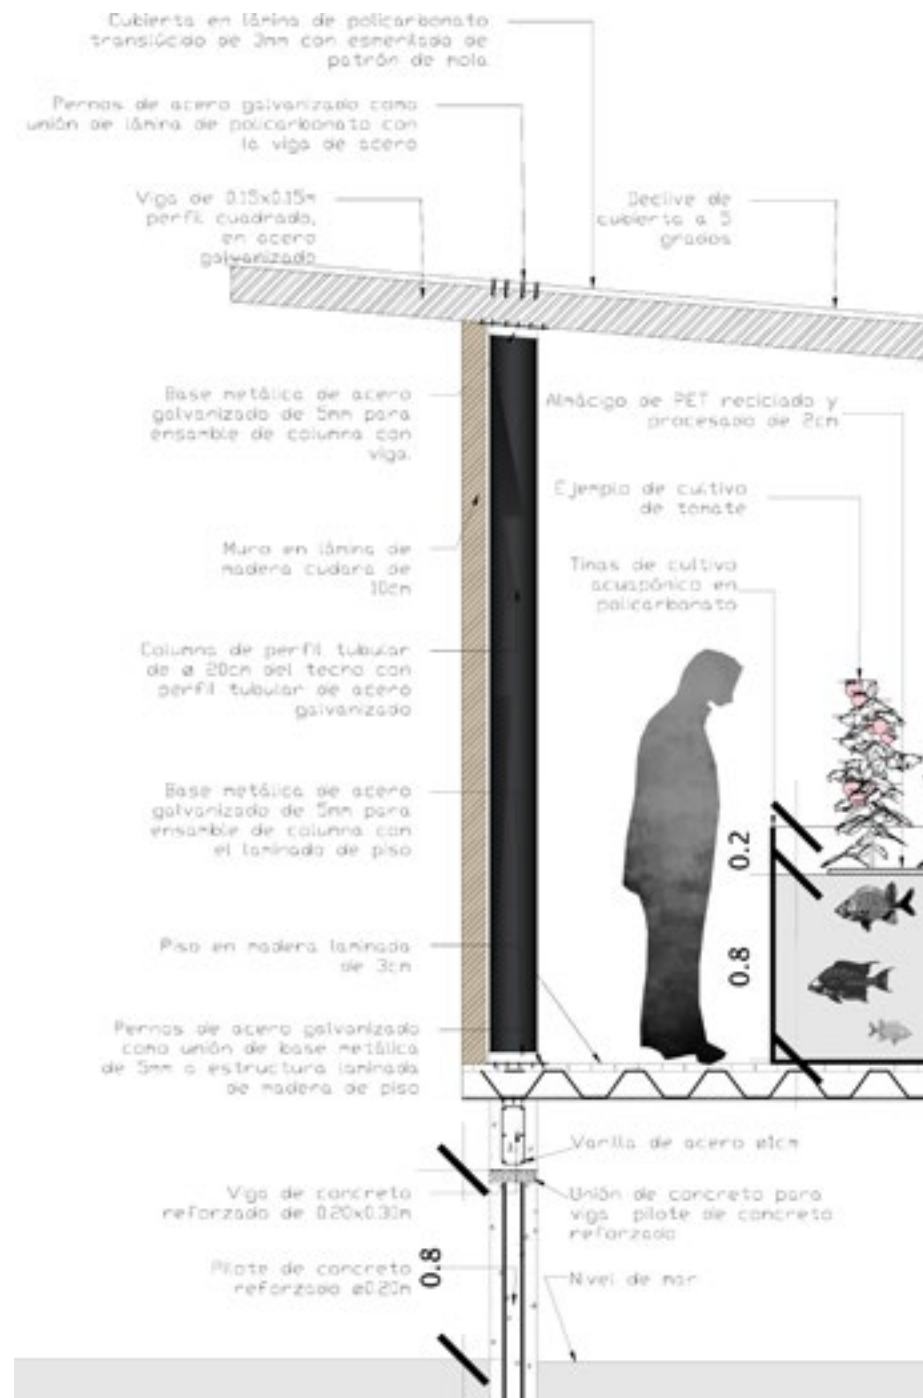 Cubierta en lámina de policarbonato
translúcido de 3mm con esmerilado de
patrón de mola
Pernos de acero galvanizado como
unión de lámina de policarbonato con
la viga de acero
Viga de 0.15x0.15m
perfil cuadrado,
en acero
galvanizado
Declive de
cubierta a 5
grados
Base metálica de acero
galvanizado de 5mm para
ensamble de columna con
viga.
Almácigo de PET reciclado y
procesado de 2cm
Ejemplo de cultivo
de tomate
Muro en lámina de
madera cudara de
10cm
Tinas de cultivo
acuapónico en
policarbonato
Columna de perfil tubular
de ø 20cm del tecno con
perfil tubular de acero
galvanizado
Base metálica de acero
galvanizado de 5mm para
ensamble de columna con
el laminado de piso
0.2
0.8
Piso en madera laminada
de 3cm
Pernos de acero galvanizado
como unión de base metálica
de 5mm a estructura laminada
de madera de piso
Varilla de acero ø1cm
Viga de concreto
reforzado de 0.20x0.30m
Unión de concreto para
viga pilote de concreto
reforzado
Pilote de concreto
reforzado ø0.20m
0.8
Nivel de mar